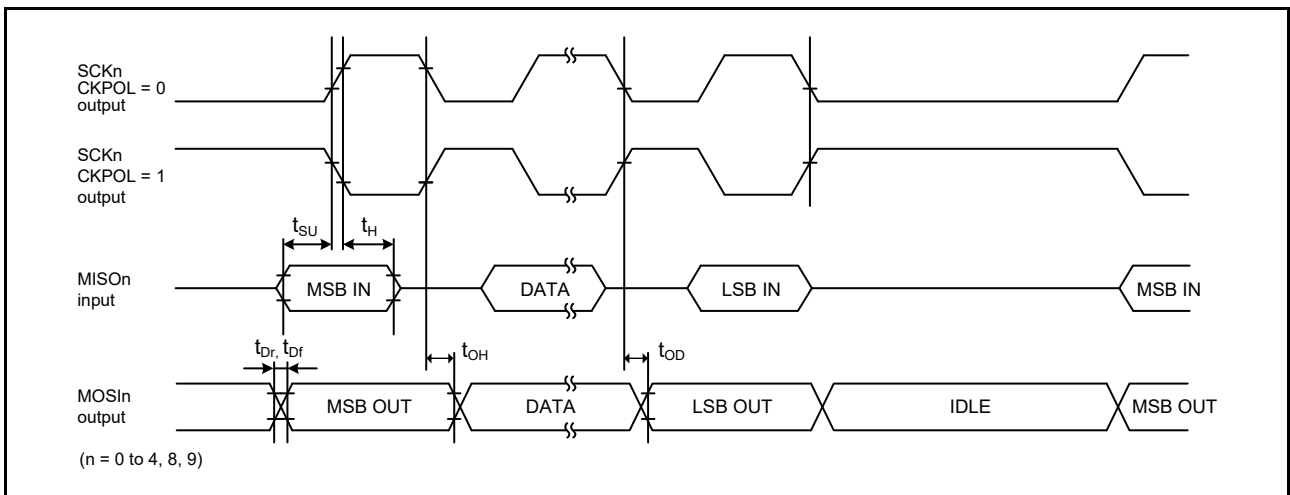 SCKn
CKPOL = 0
output
SCKn
CKPOL = 1
output
tSU
tH
MISOn
input
MSB IN
DATA
LSB IN
MSB IN
tDr, tDf
tOH
tOD
MOSIn
output
MSB OUT
DATA
LSB OUT
IDLE
MSB OUT
(n = 0 to 4, 8, 9)